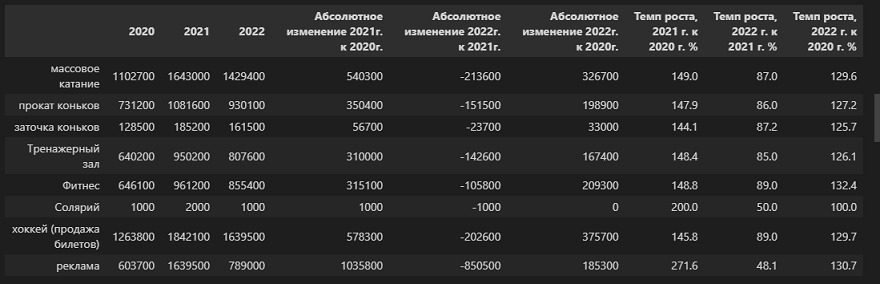 2020 2021 2022 Абсолютное изменение 2021г. к 2020г. Абсолютное изменение 2022г. к 2021г. Абсолютное изменение 2022г. к 2020г. Темп роста, 2021 г. к 2020 г. % Темп роста, 2022 г. к 2021 г. % Темп роста, 2022 г. к 2020 г. %
массовое катание 1102700 1643000 1429400 540300 -213600 326700 149.0 87.0 129.6
прокат коньков 731200 1081600 930100 350400 -151500 198900 147.9 86.0 127.2
заточка коньков 128500 185200 161500 56700 -23700 33000 144.1 87.2 125.7
Тренажерный зал 640200 950200 807600 310000 -142600 167400 148.4 85.0 126.1
Фитнес 646100 961200 855400 315100 -105800 209300 148.8 89.0 132.4
Солярий 1000 2000 1000 1000 -1000 0 200.0 50.0 100.0
хоккей (продажа билетов) 1263800 1842100 1639500 578300 -202600 375700 145.8 89.0 129.7
реклама 603700 1639500 789000 1035800 -850500 185300 271.6 48.1 130.7